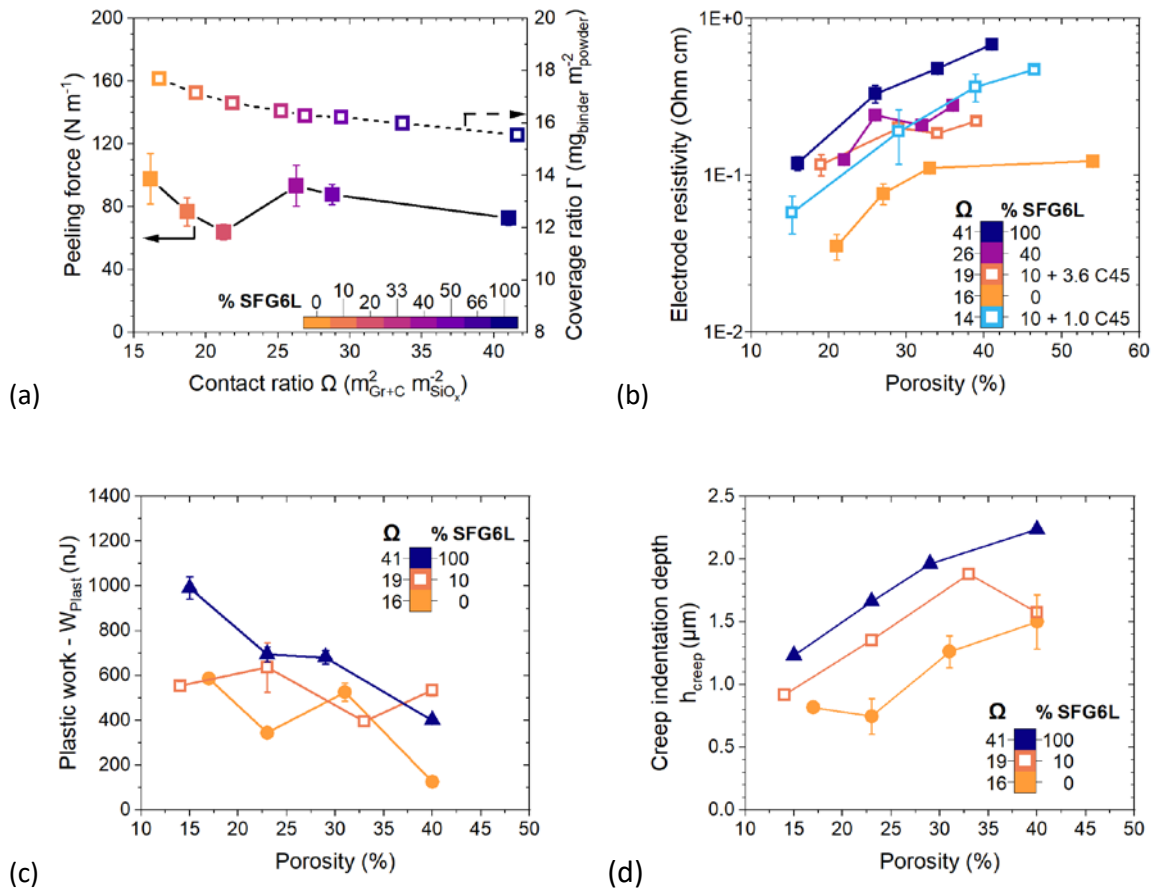 200
160
120
80
40
0
Peeling force (N m⁻¹)
20
18
16
14
12
10
8
Coverage ratio Γ (mg_binder m⁻²_powder)
% SFG6L 0 10 20 33 40 50 66 100
15 20 25 30 35 40
Contact ratio Ω (m²_Gr+C m⁻²_SiOₓ)
(a)
1E+0
1E-1
1E-2
Electrode resistivity (Ohm cm)
Ω % SFG6L
41 100
26 40
19 10 + 3.6 C45
16 0
14 10 + 1.0 C45
10 20 30 40 50 60
Porosity (%)
(b)
1400
1200
1000
800
600
400
200
0
Plastic work - W_Plast (nJ)
Ω % SFG6L
41 100
19 10
16 0
10 15 20 25 30 35 40 45 50
Porosity (%)
(c)
2.5
2.0
1.5
1.0
0.5
0.0
Creep indentation depth
h_creep (μm)
Ω % SFG6L
41 100
19 10
16 0
10 15 20 25 30 35 40 45 50
Porosity (%)
(d)